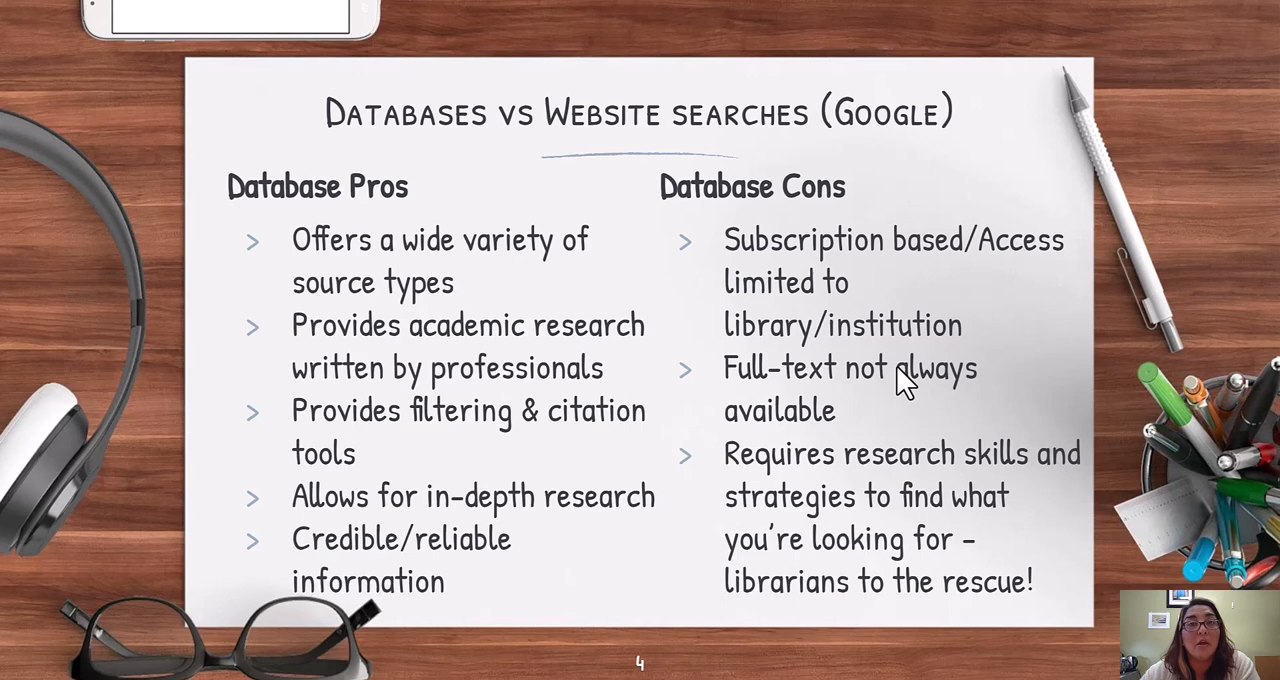 Databases vs Website searches (Google)
Database Pros
> Offers a wide variety of
source types
> Provides academic research
written by professionals
> Provides filtering & citation
tools
> Allows for in-depth research
> Credible/reliable
information
Database Cons
> Subscription based/Access
limited to
library/institution
> Full-text not always
available
> Requires research skills and
strategies to find what
you're looking for -
librarians to the rescue!
4